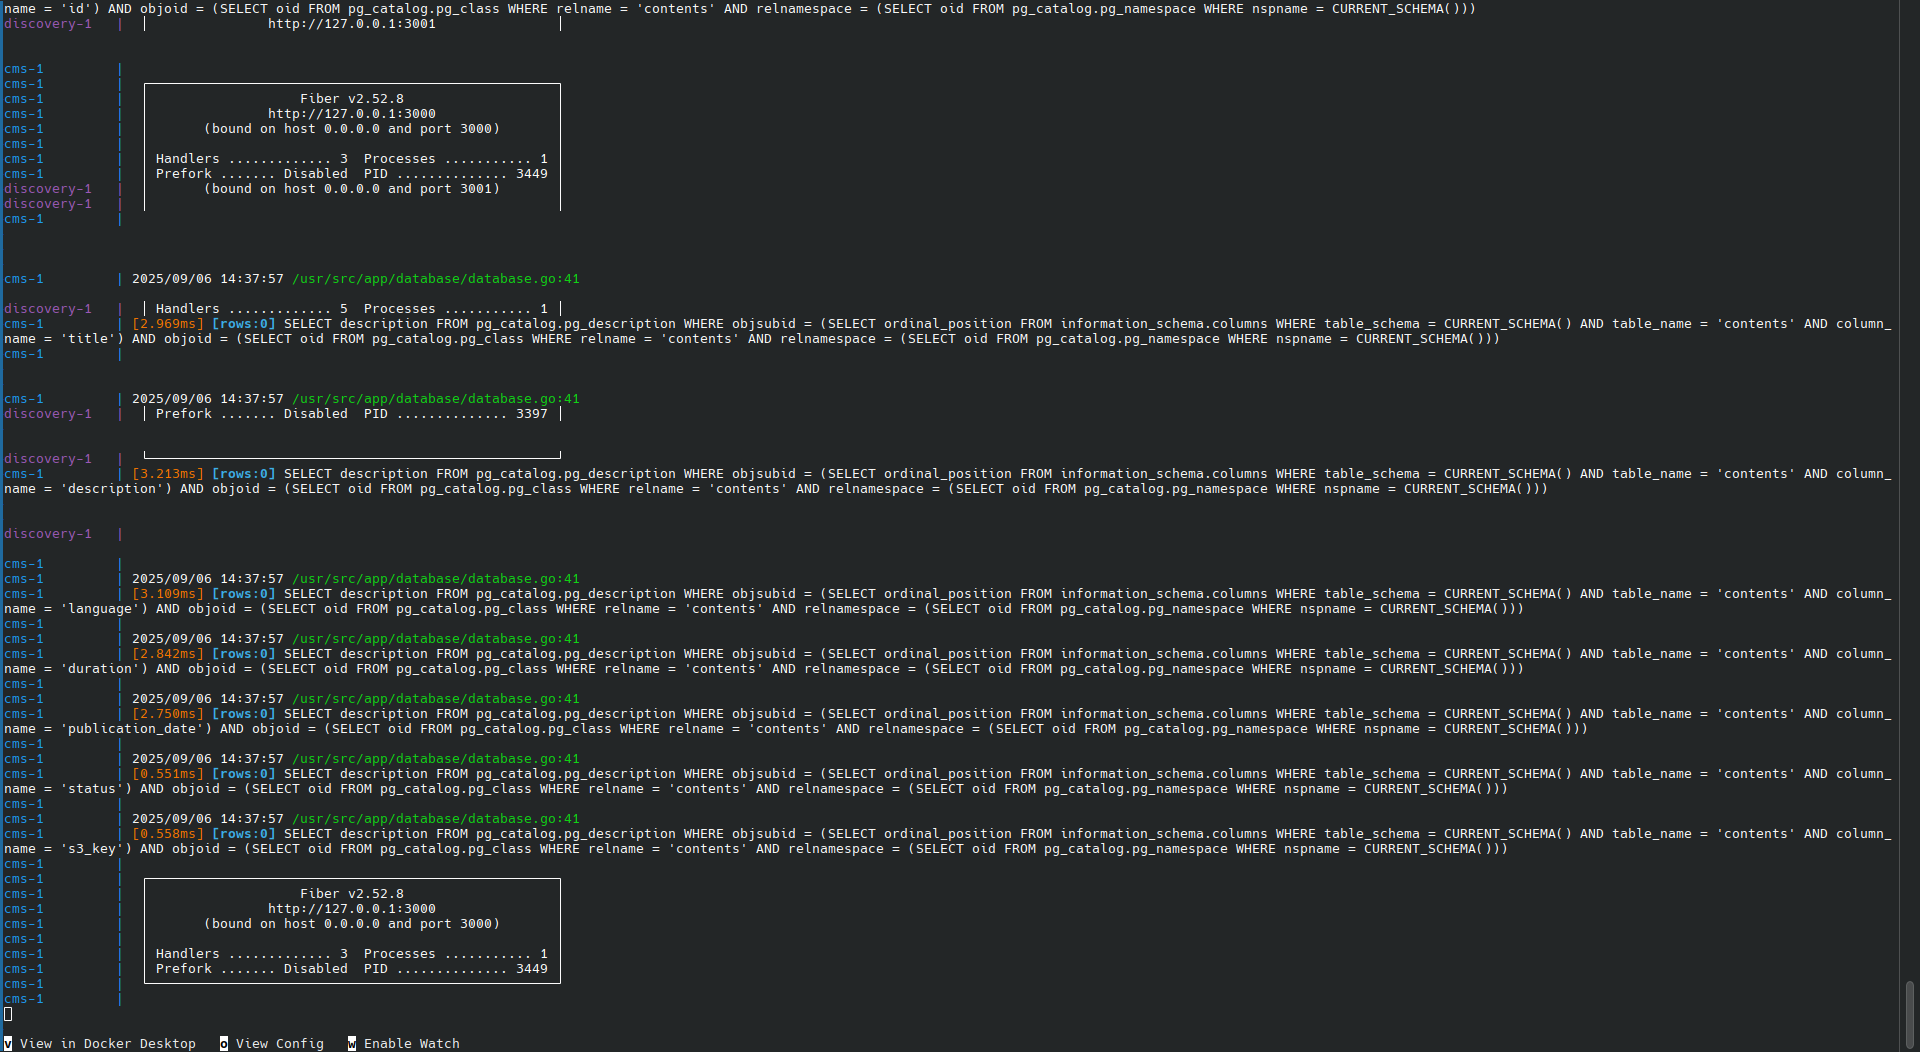 name = 'id') AND objoid = (SELECT oid FROM pg_catalog.pg_class WHERE relname = 'contents' AND relnamespace = (SELECT oid FROM pg_catalog.pg_namespace WHERE nspname = CURRENT_SCHEMA()))
discovery-1 | │ http://127.0.0.1:3001 │
cms-1 |
cms-1 |
cms-1 | Fiber v2.52.8
cms-1 | http://127.0.0.1:3000
cms-1 | (bound on host 0.0.0.0 and port 3000)
cms-1 |
cms-1 | Handlers ............. 3 Processes ........... 1
cms-1 | Prefork ....... Disabled PID .............. 3449
discovery-1 | (bound on host 0.0.0.0 and port 3001)
discovery-1 |
cms-1 |
cms-1 | 2025/09/06 14:37:57 /usr/src/app/database/database.go:41
discovery-1 | │ Handlers ............. 5 Processes ........... 1 │
cms-1 | [2.969ms] [rows:0] SELECT description FROM pg_catalog.pg_description WHERE objsubid = (SELECT ordinal_position FROM information_schema.columns WHERE table_schema = CURRENT_SCHEMA() AND table_name = 'contents' AND column_
name = 'title') AND objoid = (SELECT oid FROM pg_catalog.pg_class WHERE relname = 'contents' AND relnamespace = (SELECT oid FROM pg_catalog.pg_namespace WHERE nspname = CURRENT_SCHEMA()))
cms-1 |
cms-1 | 2025/09/06 14:37:57 /usr/src/app/database/database.go:41
discovery-1 | │ Prefork ....... Disabled PID .............. 3397 │
discovery-1 |
cms-1 | [3.213ms] [rows:0] SELECT description FROM pg_catalog.pg_description WHERE objsubid = (SELECT ordinal_position FROM information_schema.columns WHERE table_schema = CURRENT_SCHEMA() AND table_name = 'contents' AND column_
name = 'description') AND objoid = (SELECT oid FROM pg_catalog.pg_class WHERE relname = 'contents' AND relnamespace = (SELECT oid FROM pg_catalog.pg_namespace WHERE nspname = CURRENT_SCHEMA()))
discovery-1 |
cms-1 |
cms-1 | 2025/09/06 14:37:57 /usr/src/app/database/database.go:41
cms-1 | [3.109ms] [rows:0] SELECT description FROM pg_catalog.pg_description WHERE objsubid = (SELECT ordinal_position FROM information_schema.columns WHERE table_schema = CURRENT_SCHEMA() AND table_name = 'contents' AND column_
name = 'language') AND objoid = (SELECT oid FROM pg_catalog.pg_class WHERE relname = 'contents' AND relnamespace = (SELECT oid FROM pg_catalog.pg_namespace WHERE nspname = CURRENT_SCHEMA()))
cms-1 |
cms-1 | 2025/09/06 14:37:57 /usr/src/app/database/database.go:41
cms-1 | [2.842ms] [rows:0] SELECT description FROM pg_catalog.pg_description WHERE objsubid = (SELECT ordinal_position FROM information_schema.columns WHERE table_schema = CURRENT_SCHEMA() AND table_name = 'contents' AND column_
name = 'duration') AND objoid = (SELECT oid FROM pg_catalog.pg_class WHERE relname = 'contents' AND relnamespace = (SELECT oid FROM pg_catalog.pg_namespace WHERE nspname = CURRENT_SCHEMA()))
cms-1 |
cms-1 | 2025/09/06 14:37:57 /usr/src/app/database/database.go:41
cms-1 | [2.750ms] [rows:0] SELECT description FROM pg_catalog.pg_description WHERE objsubid = (SELECT ordinal_position FROM information_schema.columns WHERE table_schema = CURRENT_SCHEMA() AND table_name = 'contents' AND column_
name = 'publication_date') AND objoid = (SELECT oid FROM pg_catalog.pg_class WHERE relname = 'contents' AND relnamespace = (SELECT oid FROM pg_catalog.pg_namespace WHERE nspname = CURRENT_SCHEMA()))
cms-1 |
cms-1 | 2025/09/06 14:37:57 /usr/src/app/database/database.go:41
cms-1 | [0.551ms] [rows:0] SELECT description FROM pg_catalog.pg_description WHERE objsubid = (SELECT ordinal_position FROM information_schema.columns WHERE table_schema = CURRENT_SCHEMA() AND table_name = 'contents' AND column_
name = 'status') AND objoid = (SELECT oid FROM pg_catalog.pg_class WHERE relname = 'contents' AND relnamespace = (SELECT oid FROM pg_catalog.pg_namespace WHERE nspname = CURRENT_SCHEMA()))
cms-1 |
cms-1 | 2025/09/06 14:37:57 /usr/src/app/database/database.go:41
cms-1 | [0.558ms] [rows:0] SELECT description FROM pg_catalog.pg_description WHERE objsubid = (SELECT ordinal_position FROM information_schema.columns WHERE table_schema = CURRENT_SCHEMA() AND table_name = 'contents' AND column_
name = 's3_key') AND objoid = (SELECT oid FROM pg_catalog.pg_class WHERE relname = 'contents' AND relnamespace = (SELECT oid FROM pg_catalog.pg_namespace WHERE nspname = CURRENT_SCHEMA()))
cms-1 |
cms-1 |
cms-1 | Fiber v2.52.8
cms-1 | http://127.0.0.1:3000
cms-1 | (bound on host 0.0.0.0 and port 3000)
cms-1 |
cms-1 | Handlers ............. 3 Processes ........... 1
cms-1 | Prefork ....... Disabled PID .............. 3449
cms-1 |
cms-1 |
v View in Docker Desktop o View Config w Enable Watch